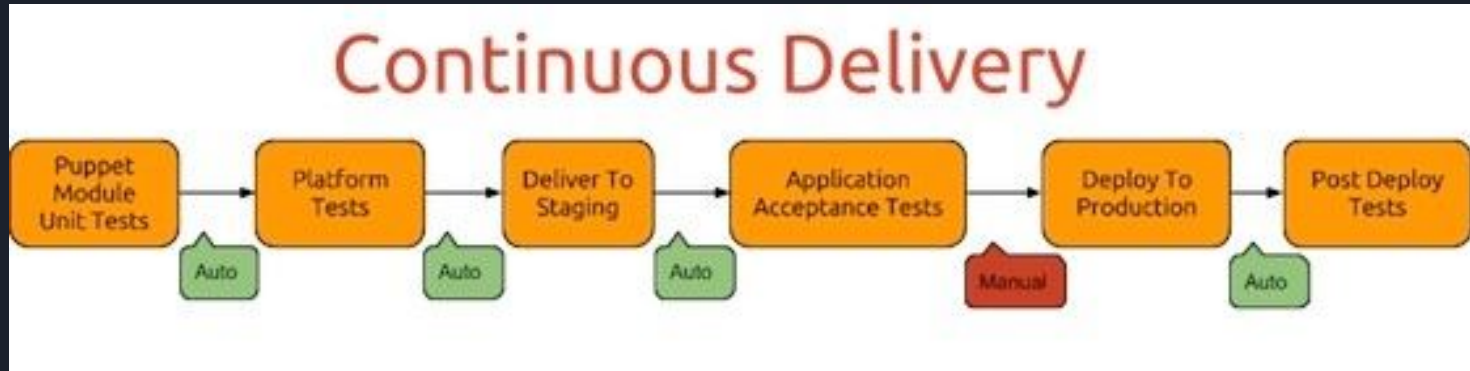 Continuous Delivery
Puppet
Module
Unit Tests
Platform
Tests
Deliver To
Staging
Application
Acceptance Tests
Deploy To
Production
Post Deploy
Tests
Auto
Auto
Auto
Manual
Auto